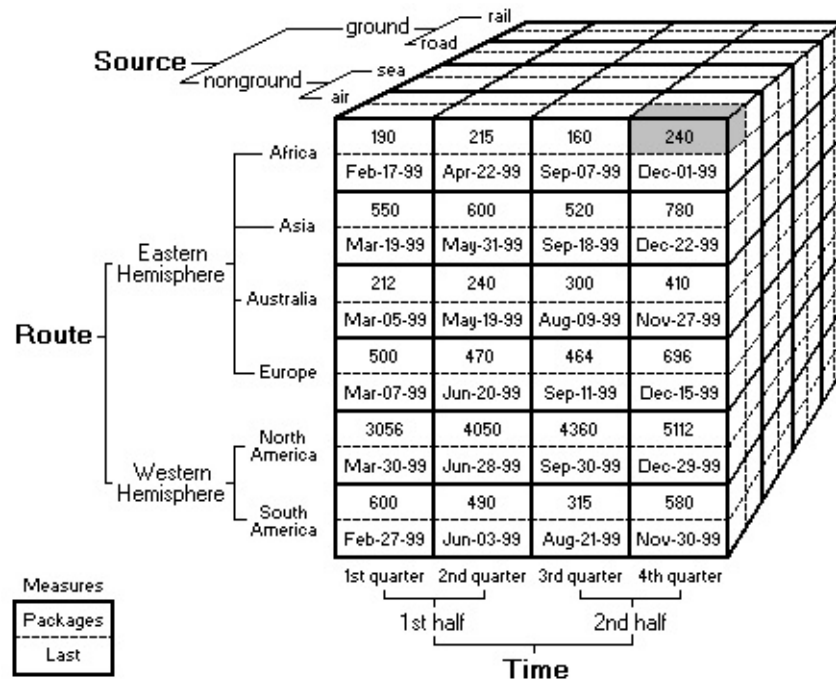 rail
ground
road
Source
sea
nonground
air
190 215 160 240
Africa
Feb-17-99 Apr-22-99 Sep-07-99 Dec-01-99
550 600 520 780
Asia
Mar-19-99 May-31-99 Sep-18-99 Dec-22-99
Eastern
Hemisphere
212 240 300 410
Australia
Mar-05-99 May-19-99 Aug-09-99 Nov-27-99
Route
500 470 464 696
Europe
Mar-07-99 Jun-20-99 Sep-11-99 Dec-15-99
3056 4050 4360 5112
North
America
Mar-30-99 Jun-28-99 Sep-30-99 Dec-29-99
Western
Hemisphere
600 490 315 580
South
America
Feb-27-99 Jun-03-99 Aug-21-99 Nov-30-99
1st quarter 2nd quarter 3rd quarter 4th quarter
Measures
Packages
Last
1st half 2nd half
Time